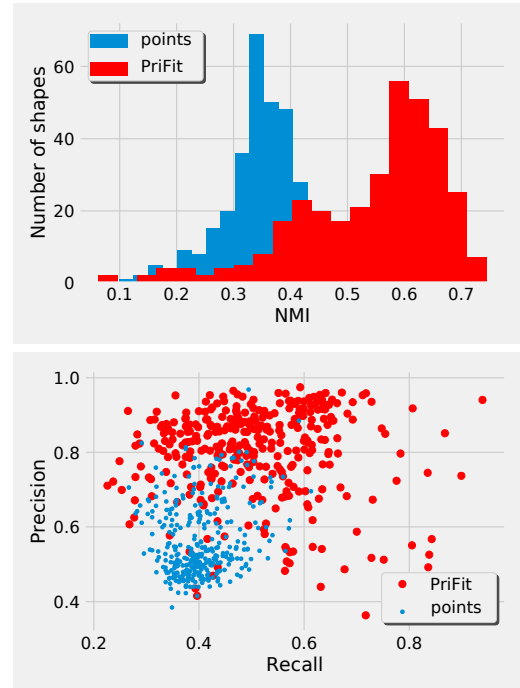 points
PriFit
Number of shapes
60
40
20
0
0.1 0.2 0.3 0.4 0.5 0.6 0.7
NMI
1.0
0.8
0.6
0.4
Precision
PriFit
points
0.2 0.4 0.6 0.8
Recall